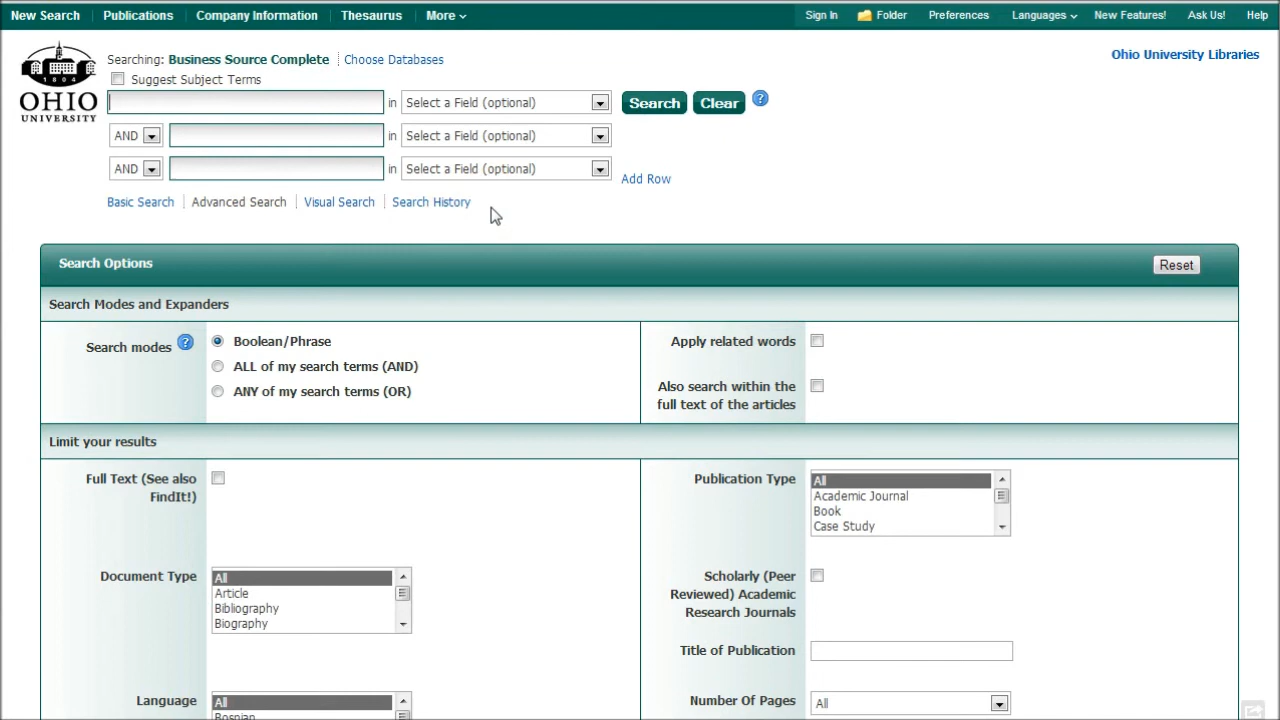 New Search Publications Company Information Thesaurus More Sign In Folder Preferences Languages New Features! Ask Us! Help
Searching: Business Source Complete Choose Databases
Ohio University Libraries
Suggest Subject Terms
1804
OHIO
UNIVERSITY
in Select a Field (optional) Search Clear ?
AND in Select a Field (optional)
AND in Select a Field (optional)
Add Row
Basic Search Advanced Search Visual Search Search History
Search Options Reset
Search Modes and Expanders
Search modes ?
Boolean/Phrase
ALL of my search terms (AND)
ANY of my search terms (OR)
Apply related words
Also search within the
full text of the articles
Limit your results
Full Text (See also
FindIt!)
Publication Type
All
Academic Journal
Book
Case Study
Document Type
All
Article
Bibliography
Biography
Scholarly (Peer
Reviewed) Academic
Research Journals
Title of Publication
Language
All
Bosnian
Number Of Pages
All